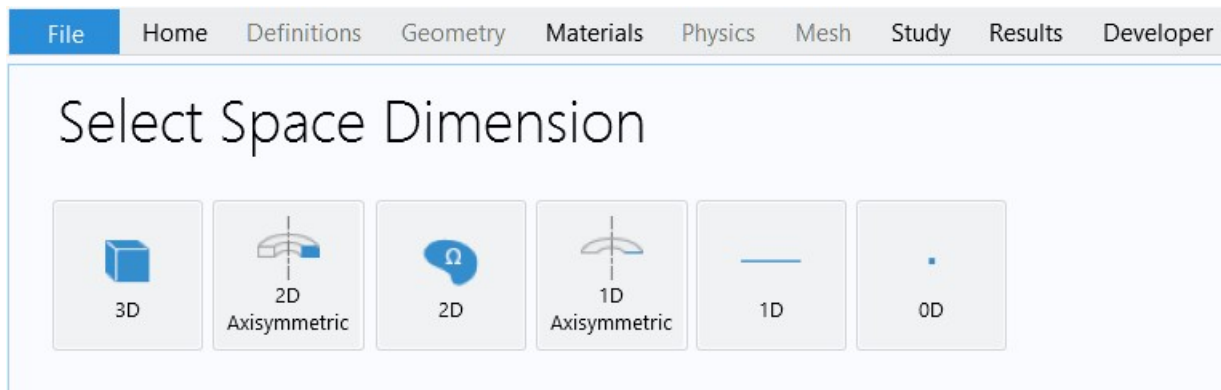 File Home Definitions Geometry Materials Physics Mesh Study Results Developer
Select Space Dimension
Ω
3D
2D
Axisymmetric
2D
1D
Axisymmetric
1D
0D